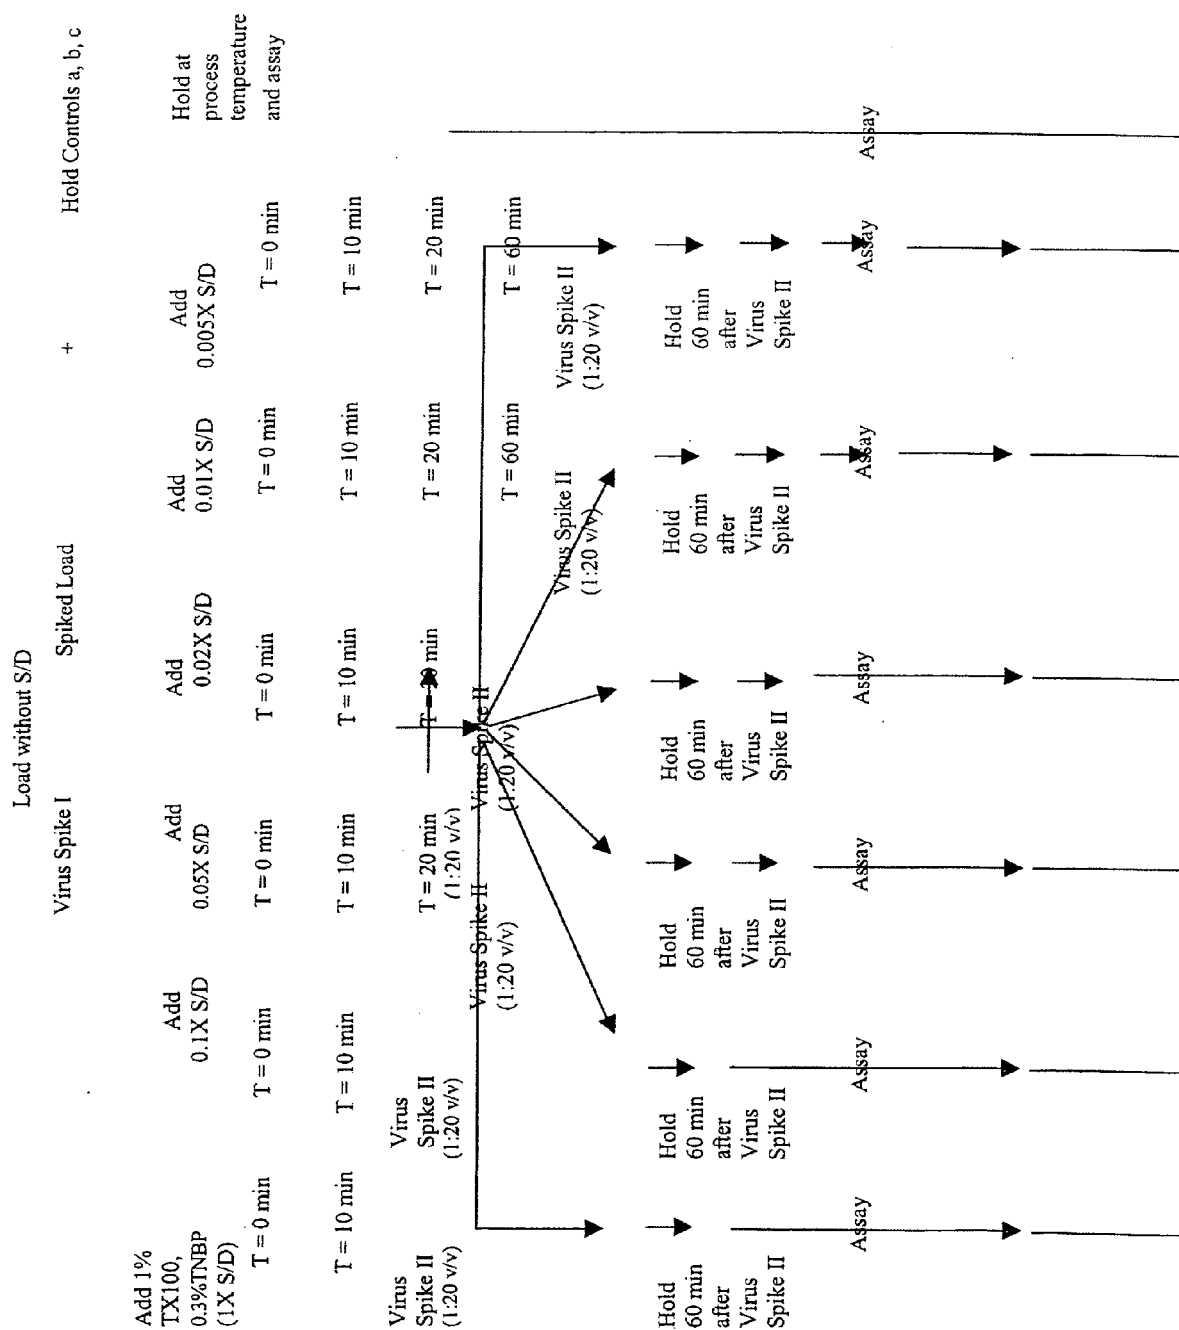 Load without S/D
Virus Spike I
Spiked Load
+
Hold Controls a, b, c
Add 1%
TX100,
0.3%TNBP
(1X S/D)
T = 0 min
T = 10 min
Virus
Spike II
(1:20 v/v)
Hold
60 min
after
Virus
Spike II
Assay
Add
0.1X S/D
T = 0 min
T = 10 min
Virus
Spike II
(1:20 v/v)
Hold
60 min
after
Virus
Spike II
Assay
Add
0.05X S/D
T = 0 min
T = 10 min
T = 20 min
(1:20 v/v)
Virus Spike II
(1:20 v/v)
Hold
60 min
after
Virus
Spike II
Assay
Add
0.02X S/D
T = 0 min
T = 10 min
T = 20 min
Virus Spike II
(1:20 v/v)
Hold
60 min
after
Virus
Spike II
Assay
Add
0.01X S/D
T = 0 min
T = 10 min
T = 20 min
T = 60 min
Virus Spike II
(1:20 v/v)
Hold
60 min
after
Virus
Spike II
Assay
Add
0.005X S/D
T = 0 min
T = 10 min
T = 20 min
T = 60 min
Virus Spike II
(1:20 v/v)
Hold
60 min
after
Virus
Spike II
Assay
Hold at
process
temperature
and assay
Assay